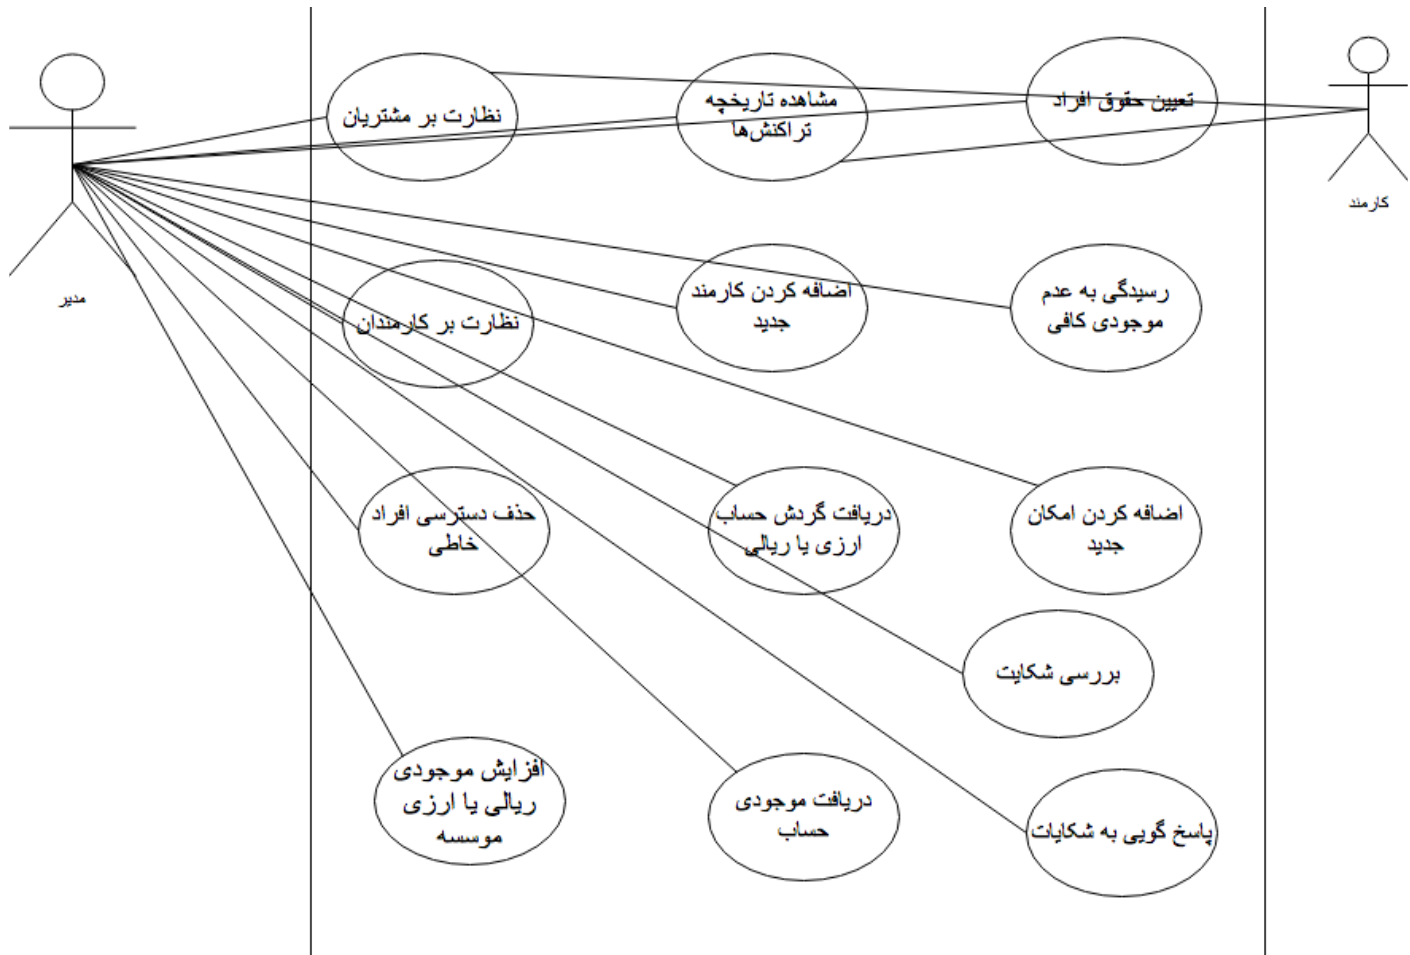 نظارت بر مشتریان
مشاهده تاریخچه
تراکنش‌ها
تعیین حقوق افراد
کارمند
مدیر
نظارت بر کارمندان
اضافه کردن کارمند
جدید
رسیدگی به عدم
موجودی کافی
حذف دسترسی افراد
خاطی
دریافت گردش حساب
ارزی یا ریالی
اضافه کردن امکان
جدید
بررسی شکایت
افزایش موجودی
ریالی یا ارزی
موسسه
دریافت موجودی
حساب
پاسخ گویی به شکایات